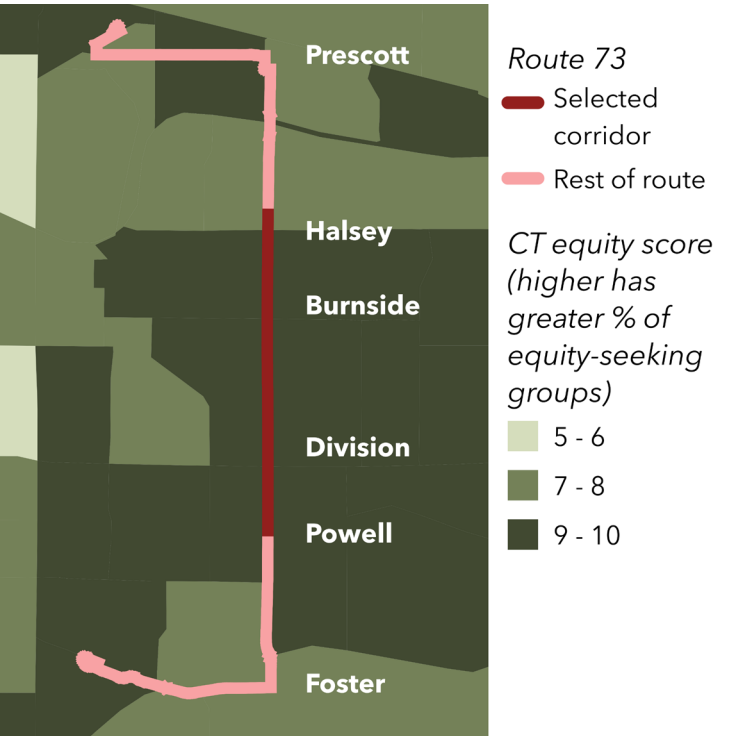 Prescott
Halsey
Burnside
Division
Powell
Foster
Route 73
Selected
corridor
Rest of route
CT equity score
(higher has
greater % of
equity-seeking
groups)
5 - 6
7 - 8
9 - 10